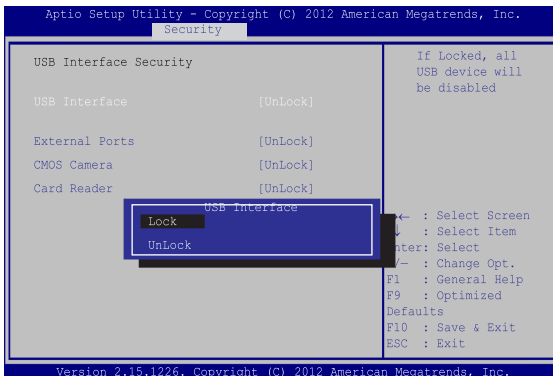 Aptio Setup Utility – Copyright (C) 2012 American Megatrends, Inc.
Security
USB Interface Security
USB Interface [UnLock]
External Ports [UnLock]
CMOS Camera [UnLock]
Card Reader [UnLock]
If Locked, all
USB device will
be disabled
USB Interface
Lock
UnLock
→← : Select Screen
↓ : Select Item
nter: Select
/— : Change Opt.
F1 : General Help
F9 : Optimized
Defaults
F10 : Save & Exit
ESC : Exit
Version 2.15.1226. Copyright (C) 2012 American Megatrends, Inc.